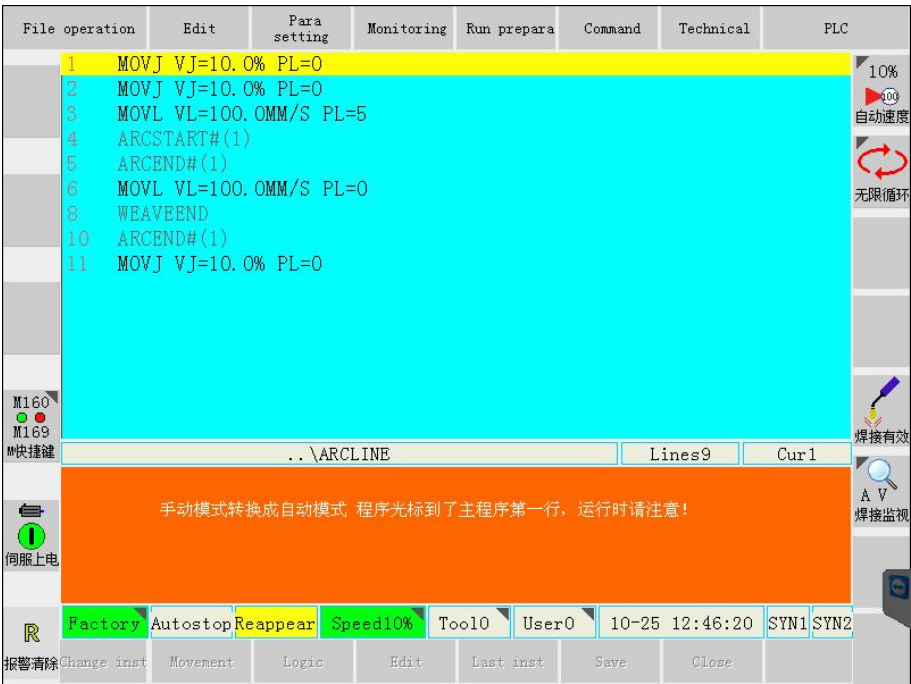 File operation
Edit
Para
setting
Monitoring
Run prepara
Command
Technical
PLC
1 MOVJ VJ=10.0% PL=0
2 MOVJ VJ=10.0% PL=0
3 MOVL VL=100.0MM/S PL=5
4 ARCSTART#(1)
5 ARCEND#(1)
6 MOVL VL=100.0MM/S PL=0
8 WEAVEEND
10 ARCEND#(1)
11 MOVJ VJ=10.0% PL=0
10%
100
自动速度
无限循环
焊接有效
A V
焊接监视
M160
M169
M快捷键
伺服上电
R
报警清除
..\ARCLINE
Lines9
Cur1
手动模式转换成自动模式 程序光标到了主程序第一行，运行时请注意!
Factory
Autostop
Reappear
Speed10%
Tool0
User0
10-25 12:46:20
SYN1
SYN2
Change inst
Movement
Logic
Edit
Last inst
Save
Close